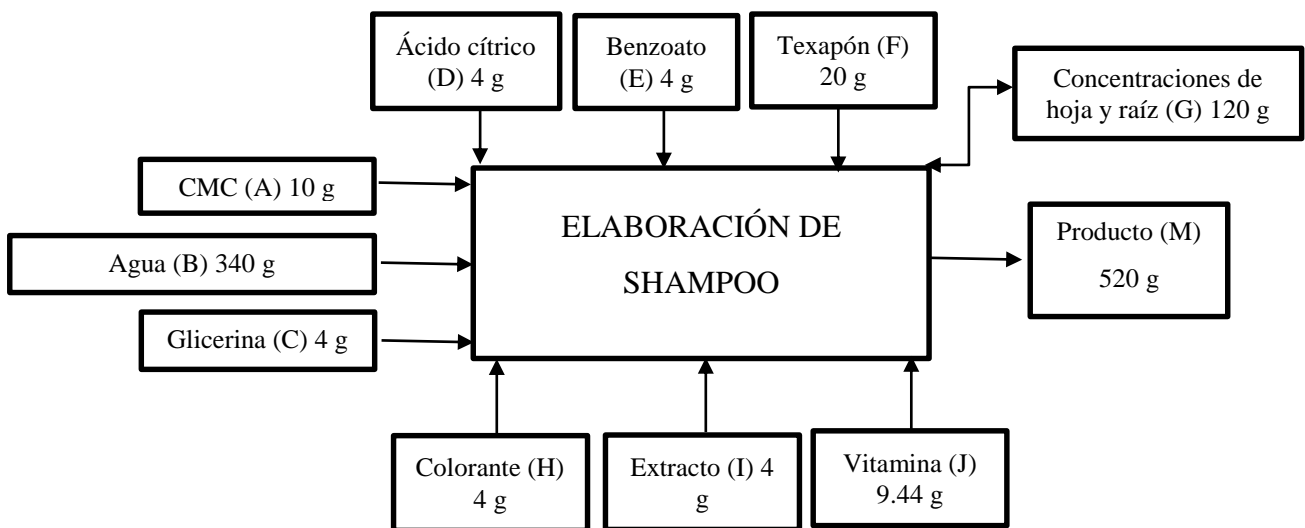 Ácido cítrico
(D) 4 g
Benzoato
(E) 4 g
Texapón (F)
20 g
Concentraciones de
hoja y raíz (G) 120 g
CMC (A) 10 g
Agua (B) 340 g
Glicerina (C) 4 g
ELABORACIÓN DE
SHAMPOO
Producto (M)
520 g
Colorante (H)
4 g
Extracto (I) 4
g
Vitamina (J)
9.44 g